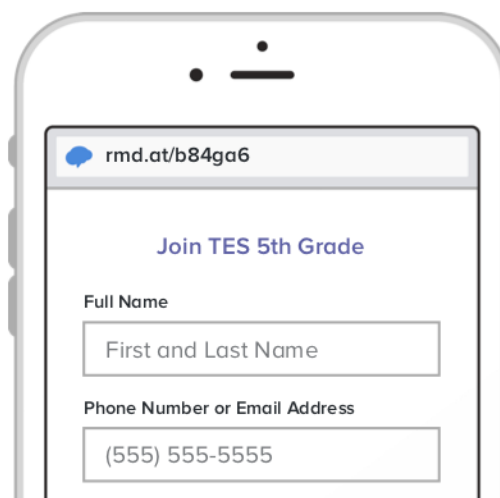 rmd.at/b84ga6
Join TES 5th Grade
Full Name
First and Last Name
Phone Number or Email Address
(555) 555-5555